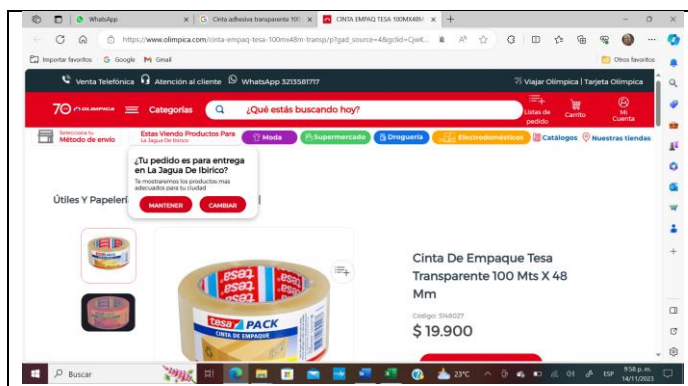 WhatsApp
Cinta adhesiva transparente 100
CINTA EMPAQ TESA 100MX48M
https://www.olimpica.com/cinta-empaq-tesa-100mx48m-transp/p?gad_source=4&gclid=CjwK...
Importar favoritos
Google
Gmail
Otros favoritos
Venta Telefónica
Atención al cliente
WhatsApp 3213581717
Viajar Olímpica | Tarjeta Olímpica
70 OLIMPICA
Categorías
¿Qué estás buscando hoy?
Listas de pedido
Carrito
Mi Cuenta
Selecciona tu
Método de envío
Estas Viendo Productos Para
La Jagua De Ibirico
Moda
Supermercado
Droguería
Electrodomésticos
Catálogos
Nuestras tiendas
¿Tu pedido es para entrega
en La Jagua De Ibirico?
Te mostraremos los productos mas
adecuados para tu ciudad
MANTENER
CAMBIAR
Útiles Y Papelerí
tesa
tesa
tesa PACK
CINTA DE EMPAQUE
Cinta De Empaque Tesa
Transparente 100 Mts X 48
Mm
Código: 5148027
$ 19.900
Buscar
23°C
ESP
9:58 p. m.
14/11/2023